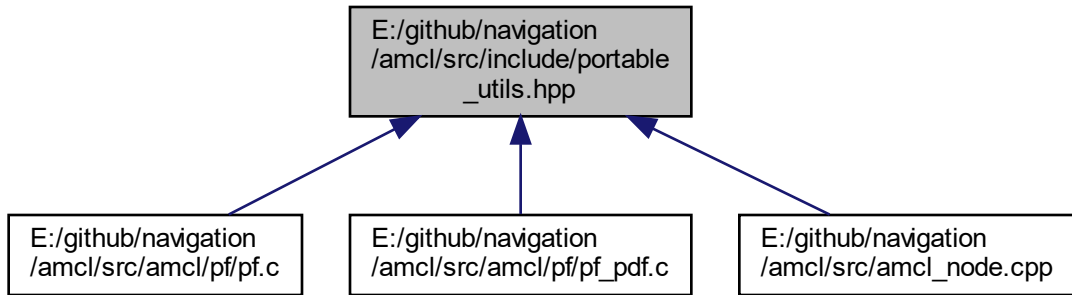 E:/github/navigation
/amcl/src/include/portable
_utils.hpp
E:/github/navigation
/amcl/src/amcl/pf/pf.c
E:/github/navigation
/amcl/src/amcl/pf/pf_pdf.c
E:/github/navigation
/amcl/src/amcl_node.cpp